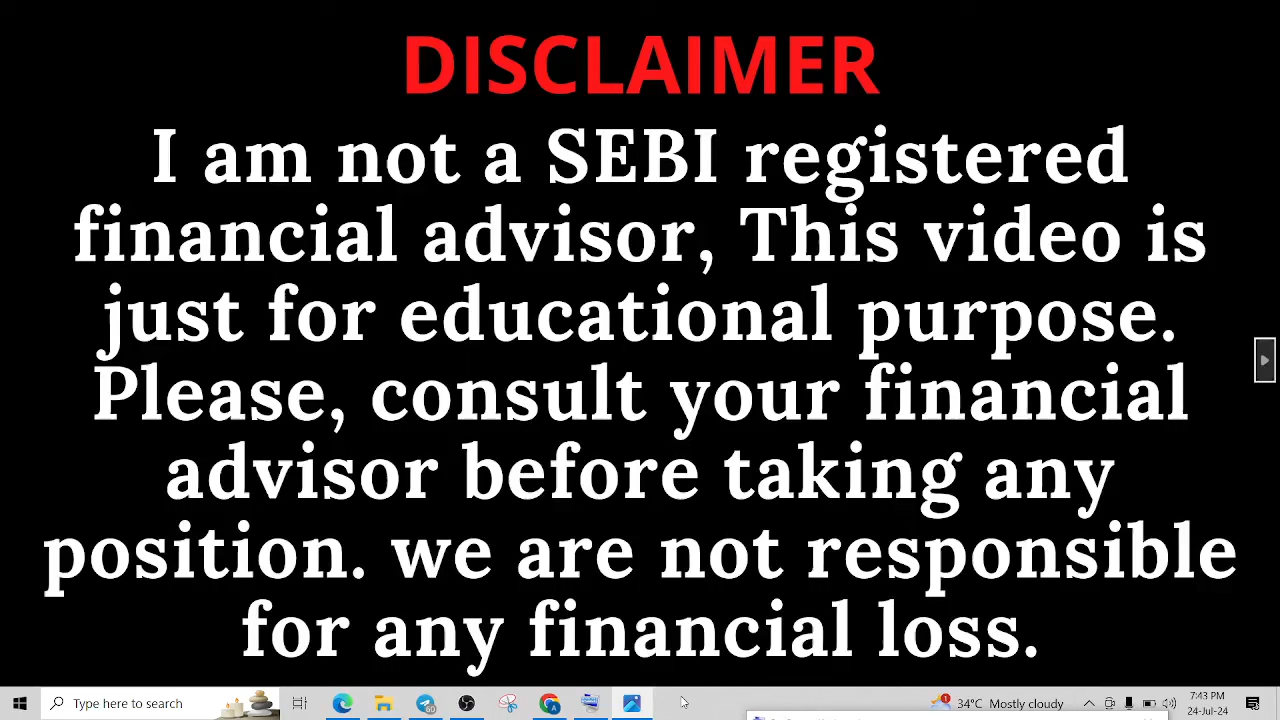 DISCLAIMER
I am not a SEBI registered
financial advisor, This video is
just for educational purpose.
Please, consult your financial
advisor before taking any
position. we are not responsible
for any financial loss.
Type here to search
Mostly cloudy
7:43 PM
24-Jul-24